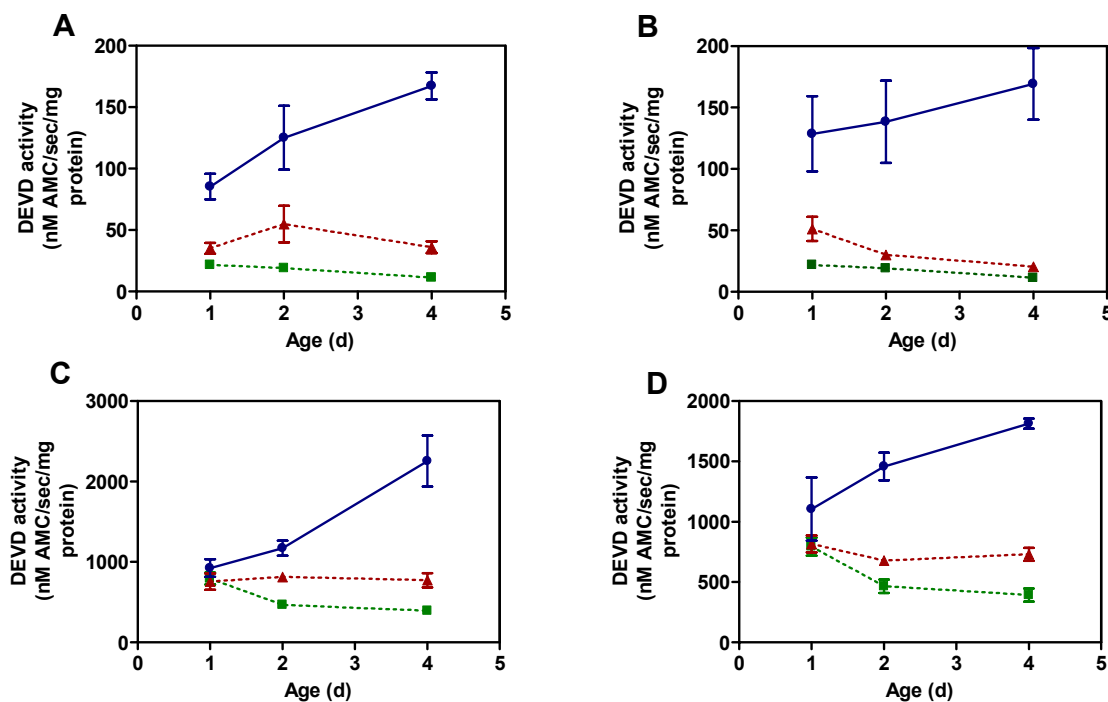 A
DEVD activity
(nM AMC/sec/mg
protein)
200
150
100
50
0
0 1 2 3 4 5
Age (d)
B
DEVD activity
(nM AMC/sec/mg
protein)
200
150
100
50
0
0 1 2 3 4 5
Age (d)
C
DEVD activity
(nM AMC/sec/mg
protein)
3000
2000
1000
0
0 1 2 3 4 5
Age (d)
D
DEVD activity
(nM AMC/sec/mg
protein)
2000
1500
1000
500
0
0 1 2 3 4 5
Age (d)